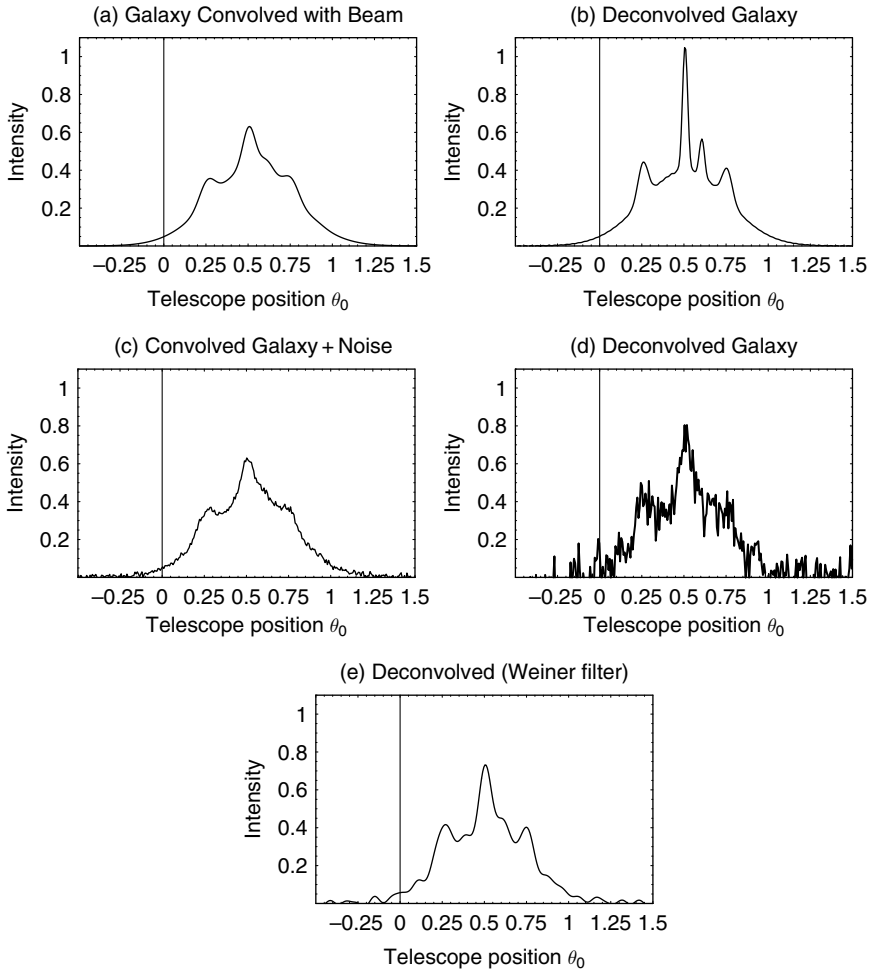 (a) Galaxy Convolved with Beam
1
0.8
0.6
0.4
0.2
Intensity
−0.25 0 0.25 0.5 0.75 1 1.25 1.5
Telescope position θ0
(b) Deconvolved Galaxy
1
0.8
0.6
0.4
0.2
Intensity
−0.25 0 0.25 0.5 0.75 1 1.25 1.5
Telescope position θ0
(c) Convolved Galaxy + Noise
1
0.8
0.6
0.4
0.2
Intensity
−0.25 0 0.25 0.5 0.75 1 1.25 1.5
Telescope position θ0
(d) Deconvolved Galaxy
1
0.8
0.6
0.4
0.2
Intensity
−0.25 0 0.25 0.5 0.75 1 1.25 1.5
Telescope position θ0
(e) Deconvolved (Weiner filter)
1
0.8
0.6
0.4
0.2
Intensity
−0.25 0 0.25 0.5 0.75 1 1.25 1.5
Telescope position θ0